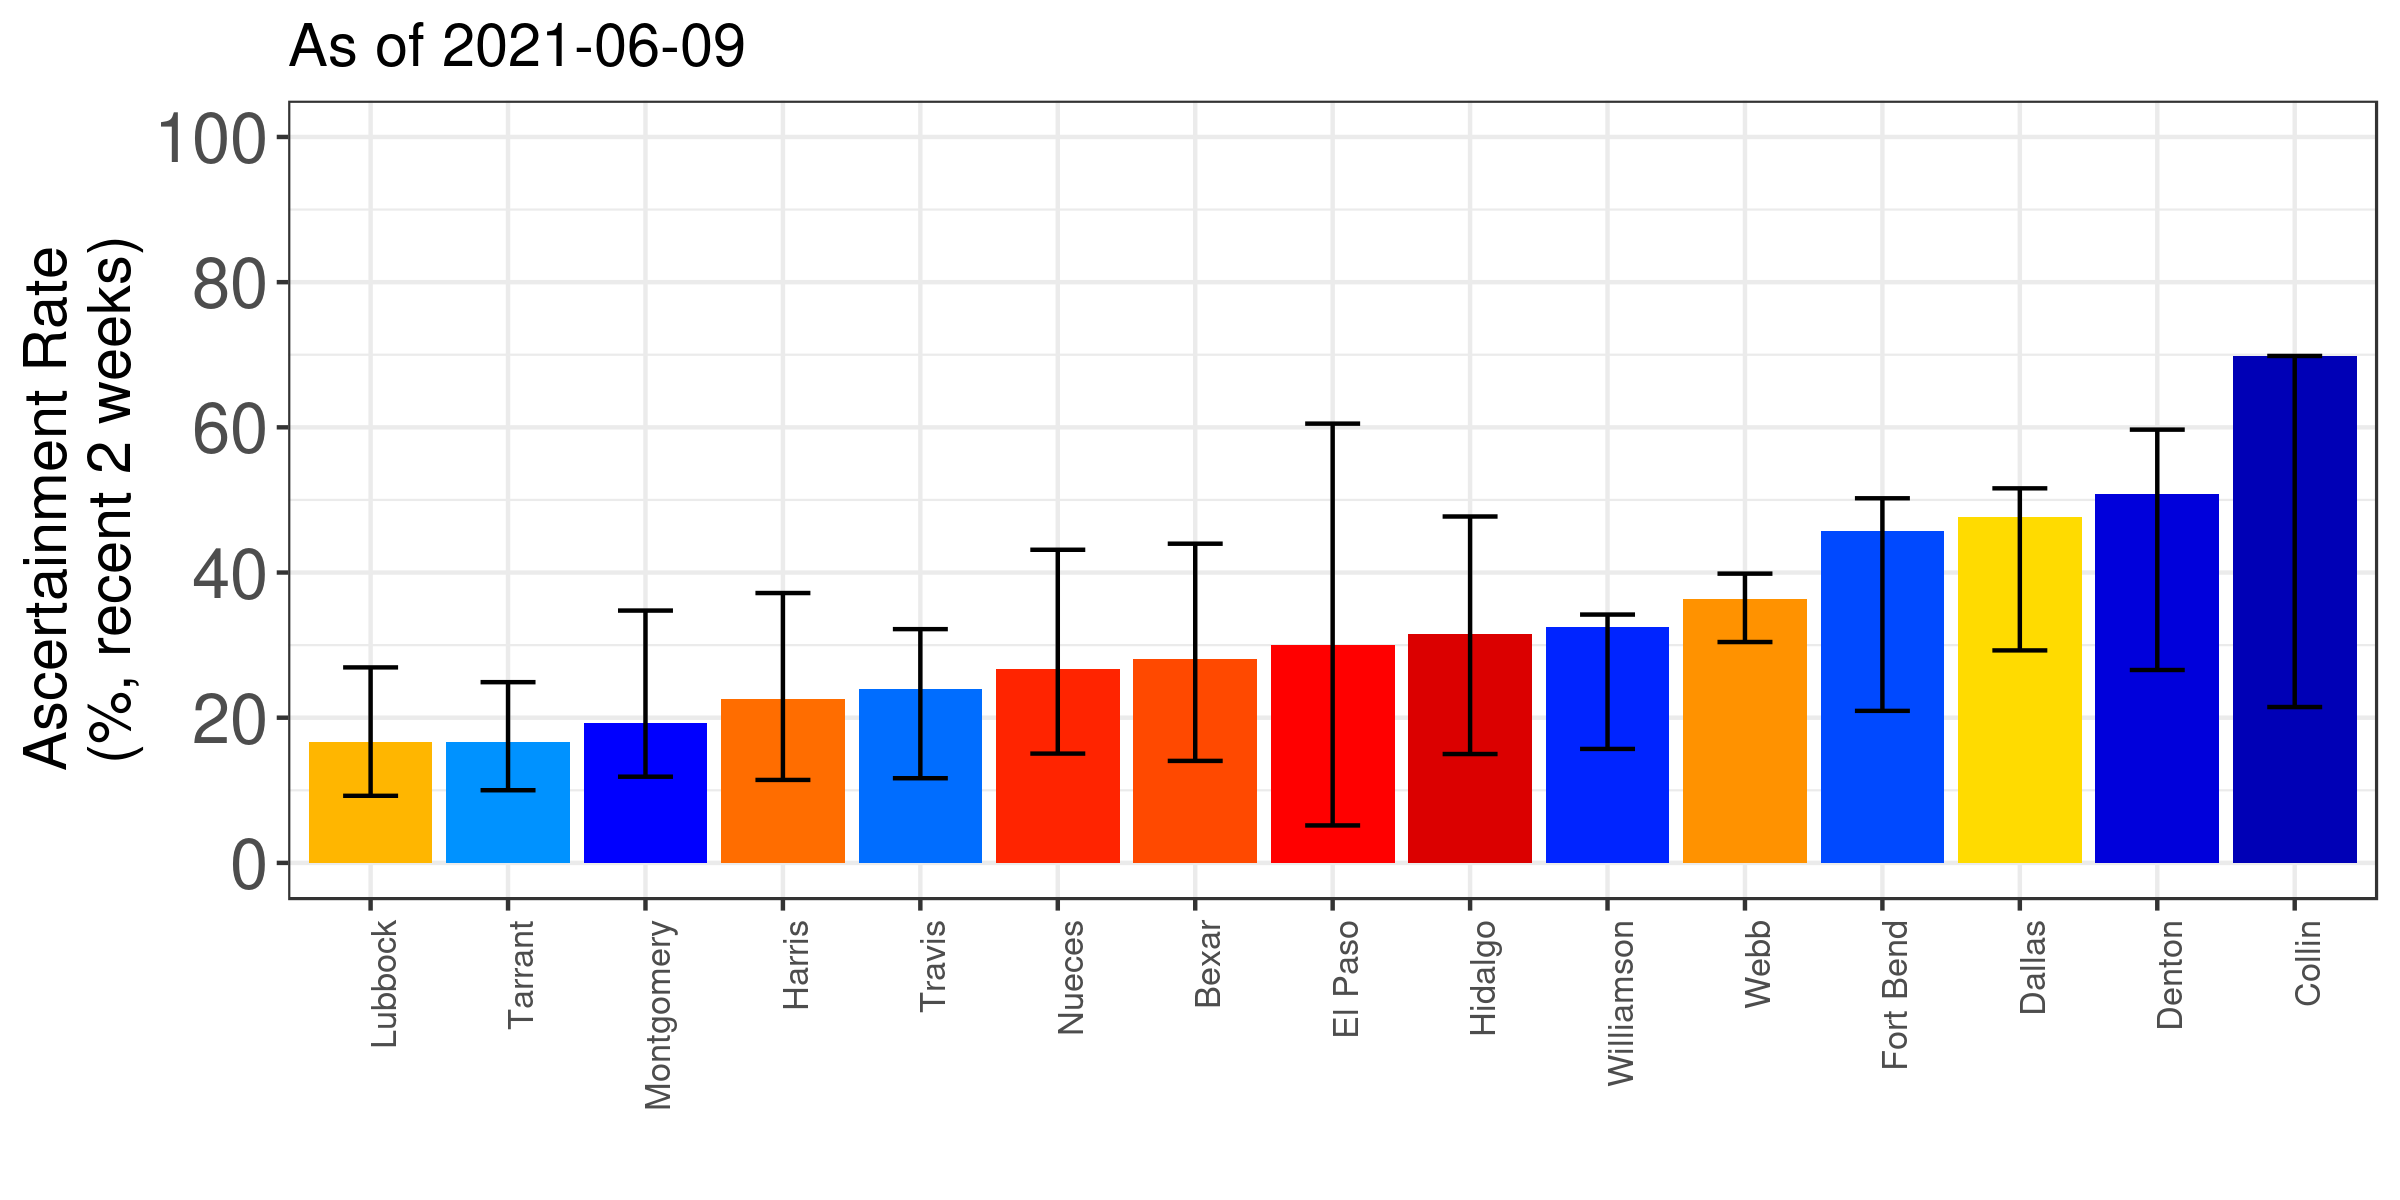 As of 2021-06-09
Ascertainment Rate
(%, recent 2 weeks)
100
80
60
40
20
0
Lubbock
Tarrant
Montgomery
Harris
Travis
Nueces
Bexar
El Paso
Hidalgo
Williamson
Webb
Fort Bend
Dallas
Denton
Collin